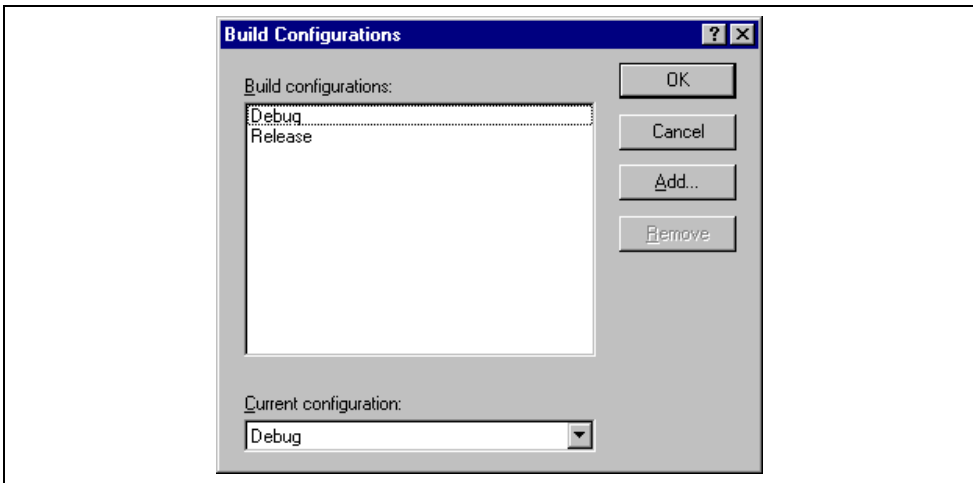 Build Configurations
Build configurations:
Debug
Release
OK
Cancel
Add...
Remove
Current configuration:
Debug